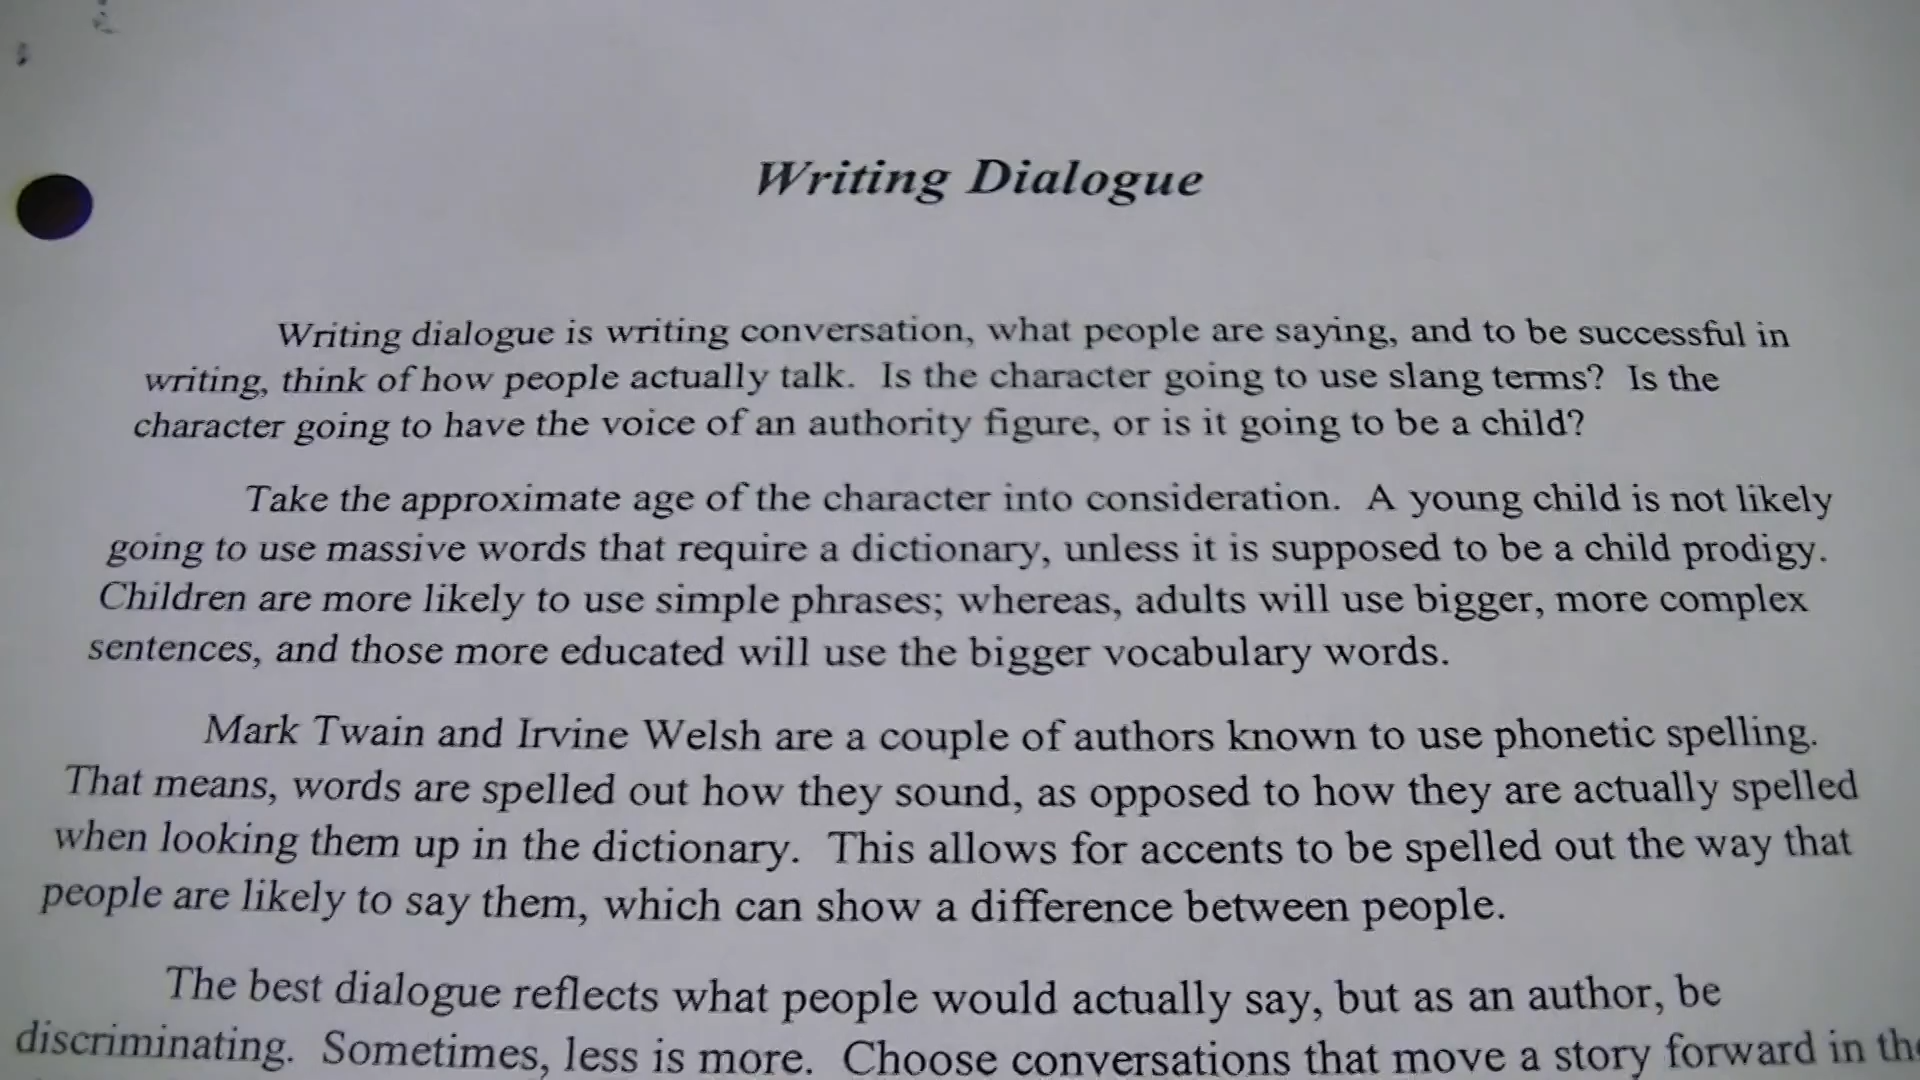 Writing Dialogue
Writing dialogue is writing conversation, what people are saying, and to be successful in
writing, think of how people actually talk. Is the character going to use slang terms? Is the
character going to have the voice of an authority figure, or is it going to be a child?
Take the approximate age of the character into consideration. A young child is not likely
going to use massive words that require a dictionary, unless it is supposed to be a child prodigy.
Children are more likely to use simple phrases; whereas, adults will use bigger, more complex
sentences, and those more educated will use the bigger vocabulary words.
Mark Twain and Irvine Welsh are a couple of authors known to use phonetic spelling.
That means, words are spelled out how they sound, as opposed to how they are actually spelled
when looking them up in the dictionary. This allows for accents to be spelled out the way that
people are likely to say them, which can show a difference between people.
The best dialogue reflects what people would actually say, but as an author, be
discriminating. Sometimes, less is more. Choose conversations that move a story forward in the